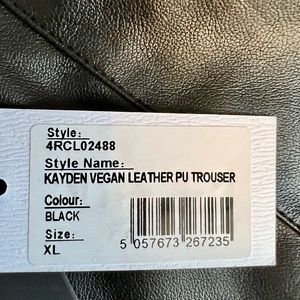 Style:
4RCL02488
Style Name:
KAYDEN VEGAN LEATHER PU TROUSER
Colour:
BLACK
Size:
XL
5 057673 267235